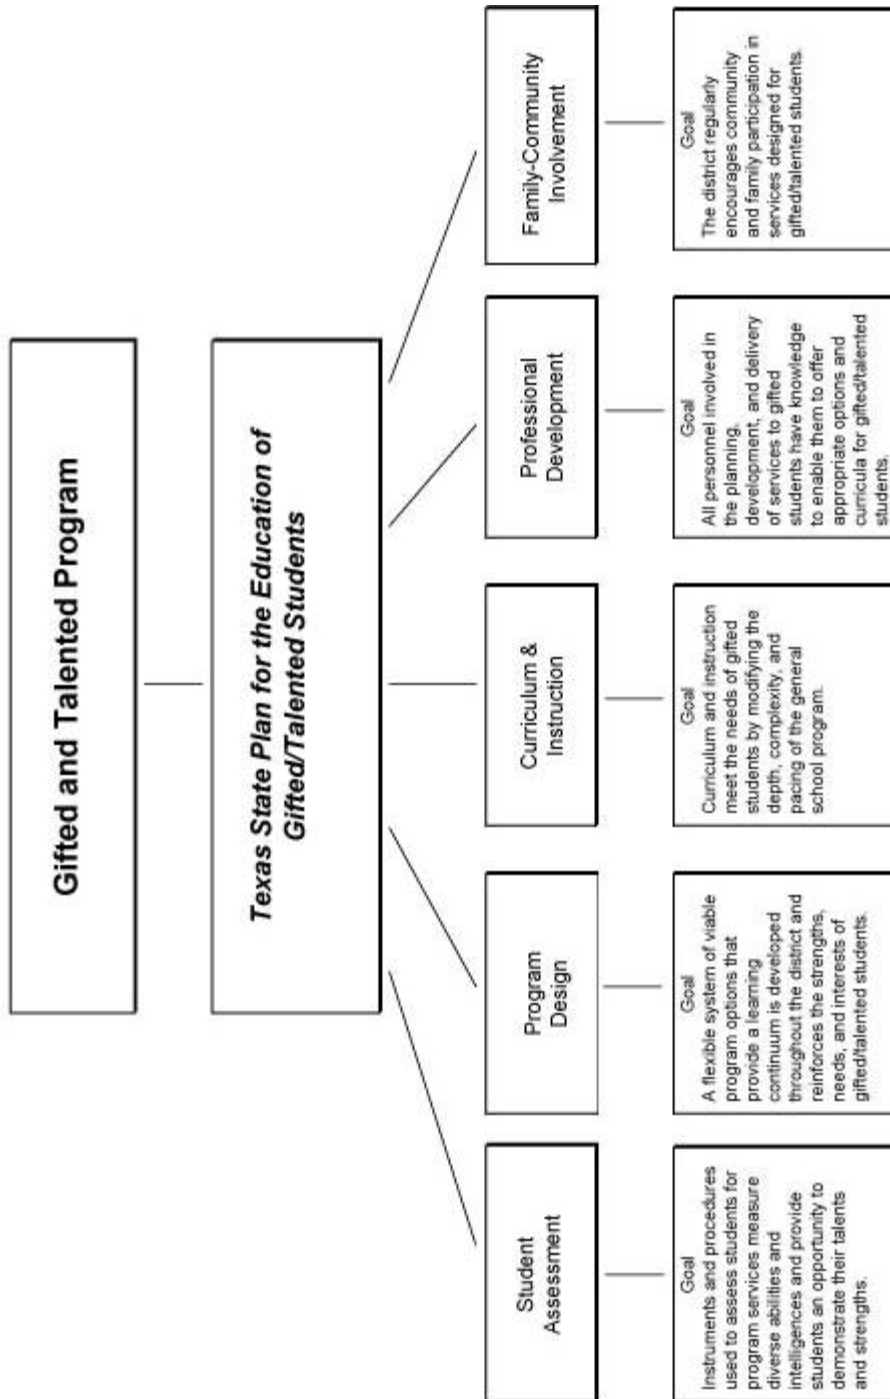 Gifted and Talented Program
Texas State Plan for the Education of
Gifted/Talented Students
Student
Assessment
Program
Design
Curriculum &
Instruction
Professional
Development
Family-Community
Involvement
Goal
Instruments and procedures
used to assess students for
program services measure
diverse abilities and
intelligences and provide
students an opportunity to
demonstrate their talents
and strengths.
Goal
A flexible system of viable
program options that
provide a learning
continuum is developed
throughout the district and
reinforces the strengths,
needs, and interests of
gifted/talented students.
Goal
Curriculum and instruction
meet the needs of gifted
students by modifying the
depth, complexity, and
pacing of the general
school program.
Goal
All personnel involved in
the planning,
development, and delivery
of services to gifted
students have knowledge
to enable them to offer
appropriate options and
curricula for gifted/talented
students.
Goal
The district regularly
encourages community
and family participation in
services designed for
gifted/talented students.